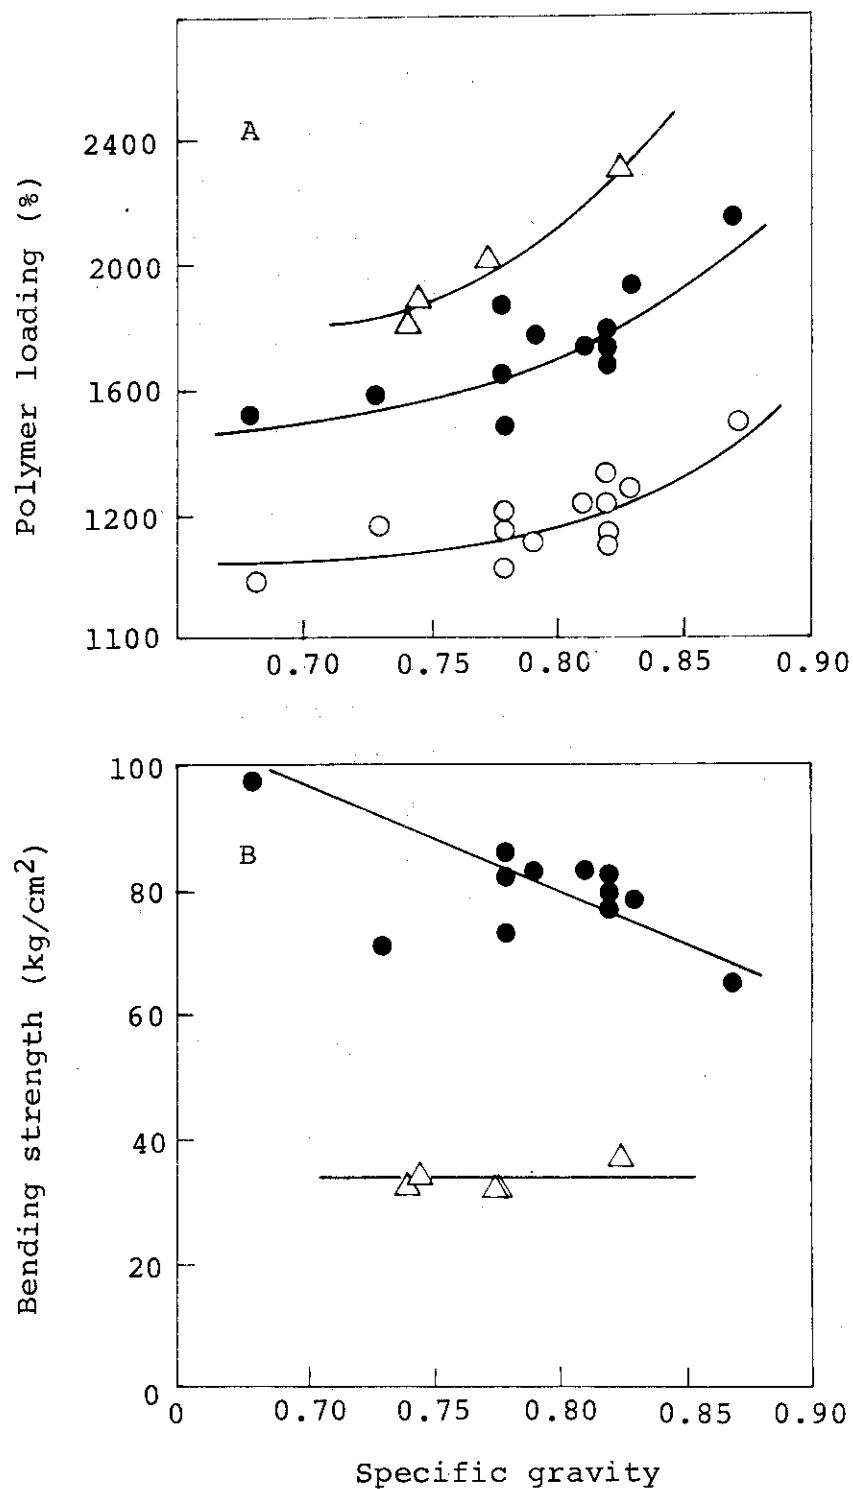 A
Polymer loading (%)
2400
2000
1600
1200
1100
0.70 0.75 0.80 0.85 0.90
B
Bending strength (kg/cm²)
100
80
60
40
20
0
0 0.70 0.75 0.80 0.85 0.90
Specific gravity